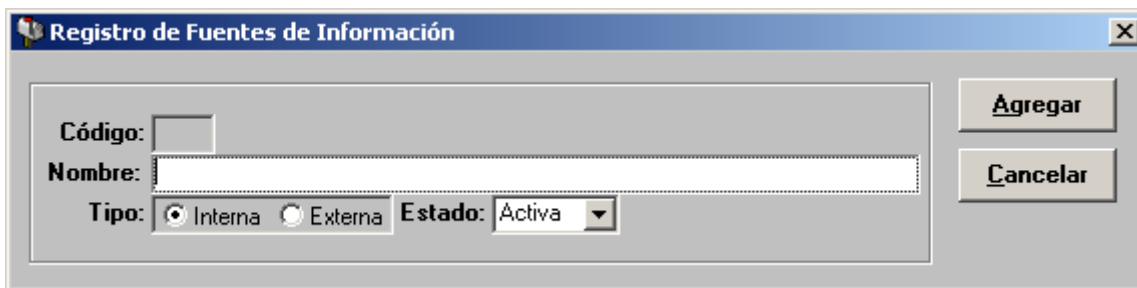 Registro de Fuentes de Información
Agregar
Código:
Nombre:
Cancelar
Tipo: Interna Externa Estado: Activa